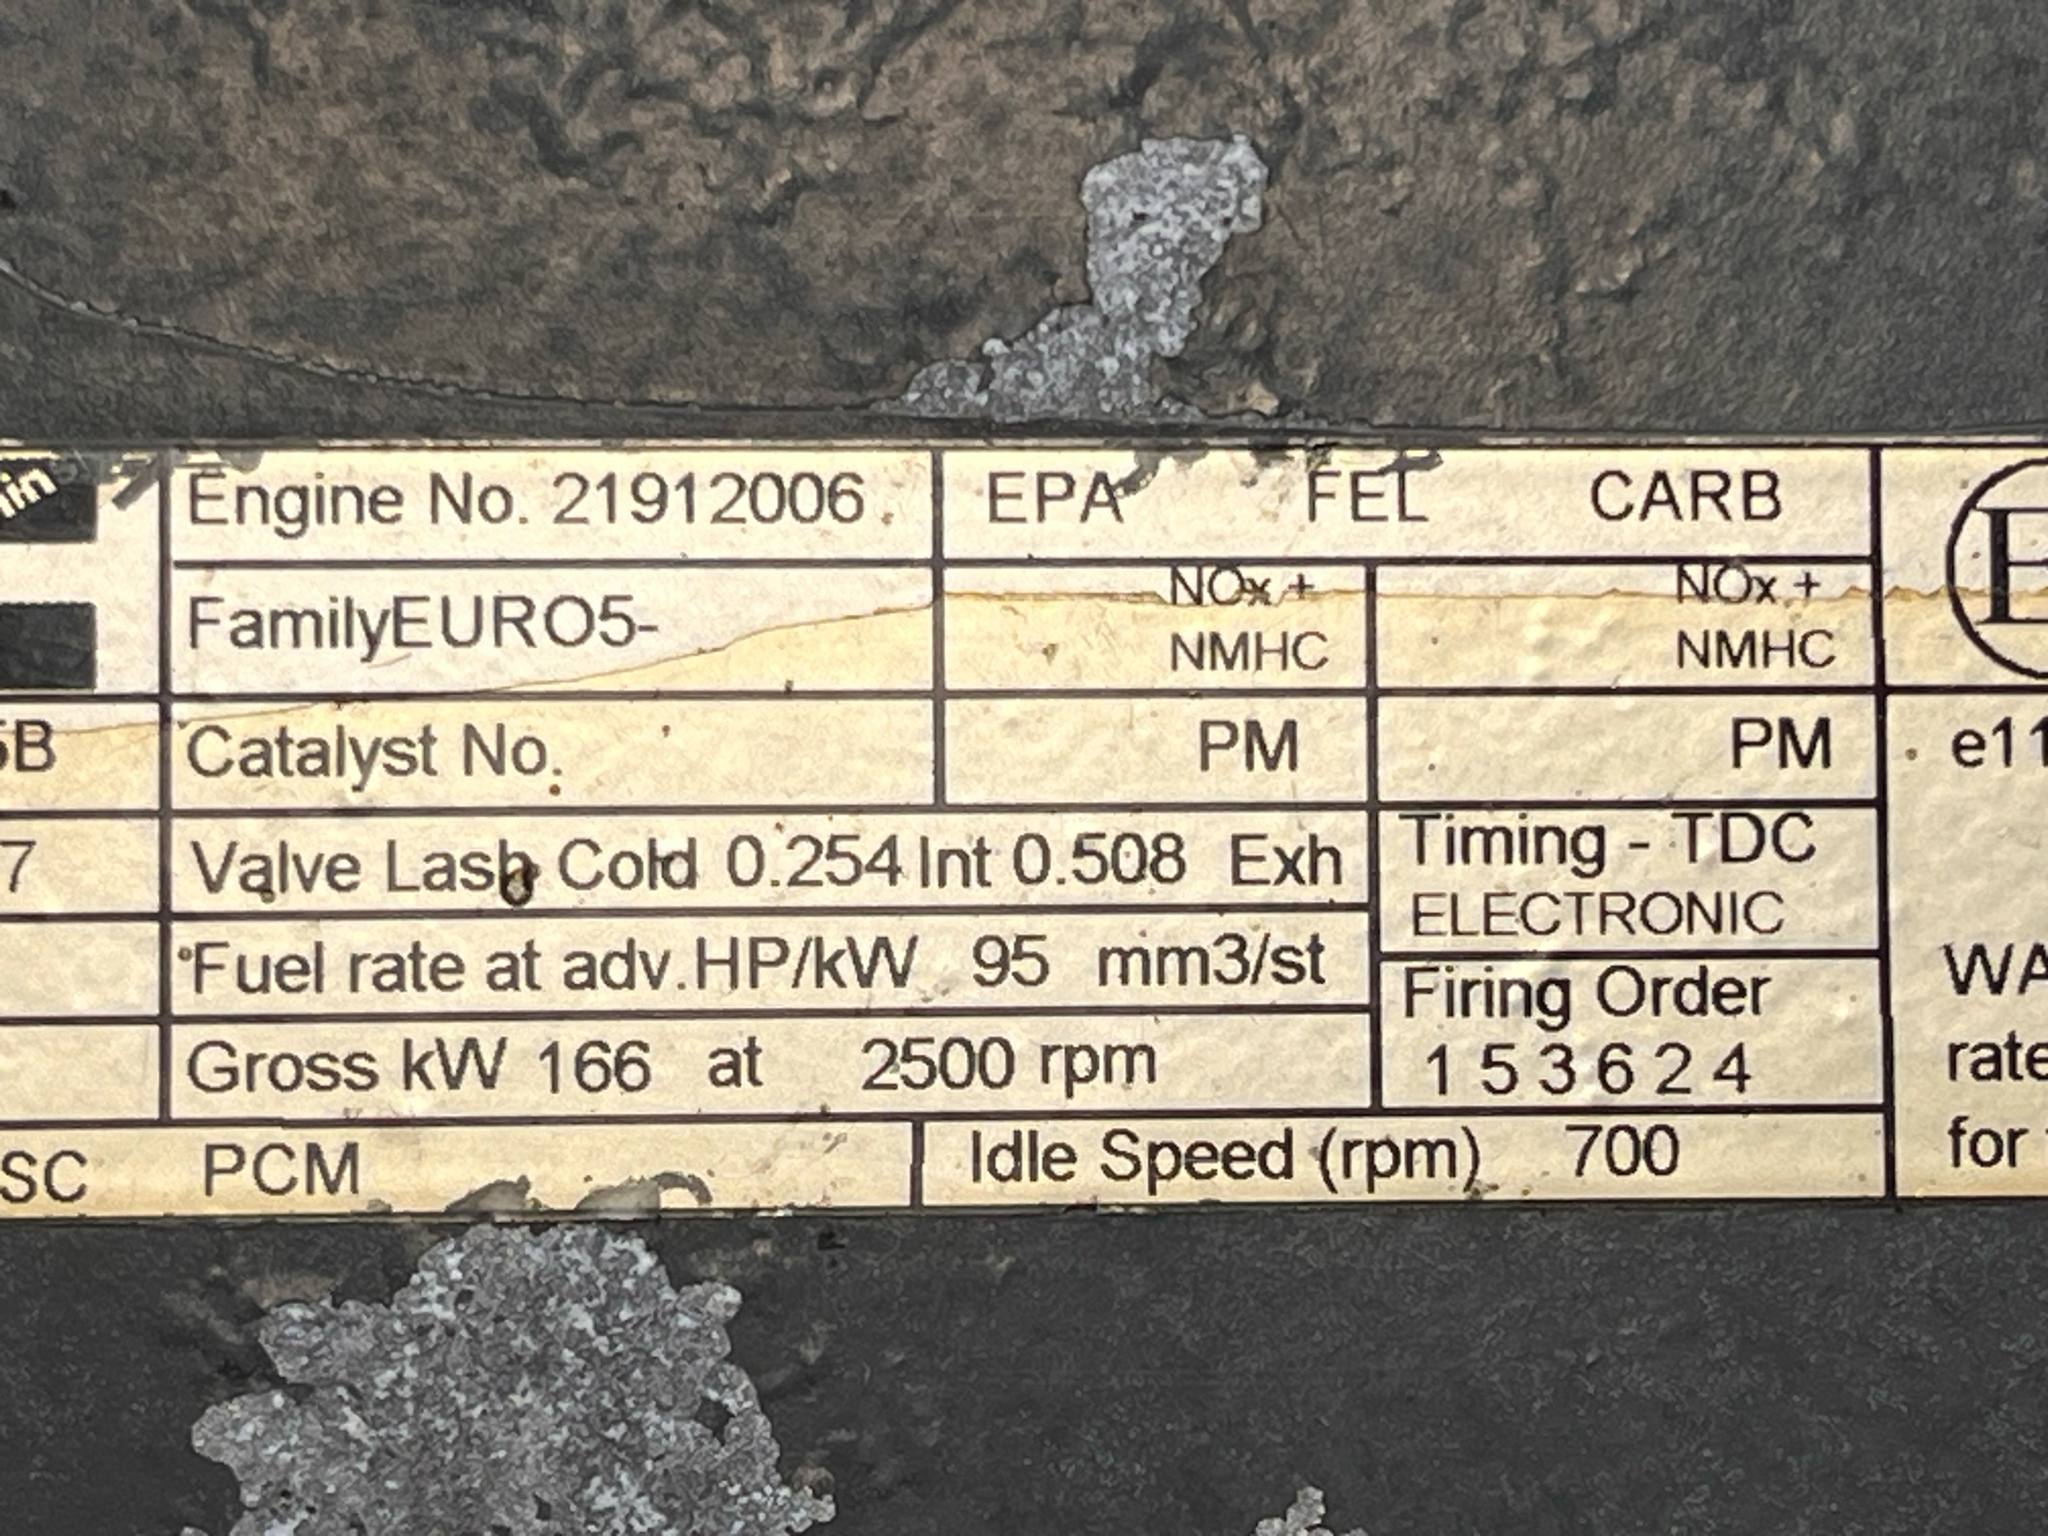 Engine No. 21912006 EPA FEL CARB
FamilyEURO5- NOx + NMHC NOx + NMHC
5B Catalyst No. PM PM e11
7 Valve Lash Cold 0.254 Int 0.508 Exh Timing - TDC
ELECTRONIC
Fuel rate at adv.HP/kW 95 mm3/st Firing Order WA
Gross kW 166 at 2500 rpm 1 5 3 6 2 4 rate
SC PCM Idle Speed (rpm) 700 for